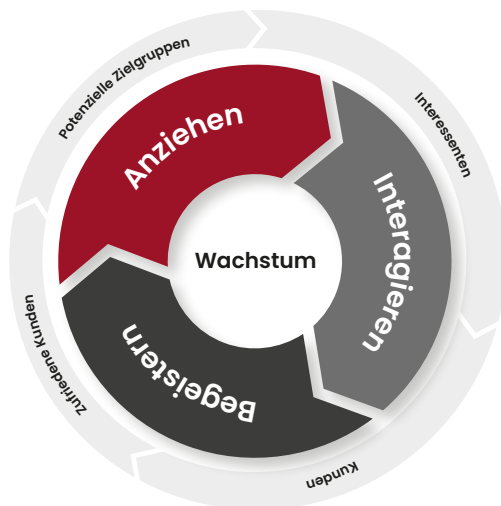 Potenzielle Zielgruppen
Interessenten
Anziehen
Interagieren
Wachstum
Begeistern
Zufriedene Kunden
Kunden